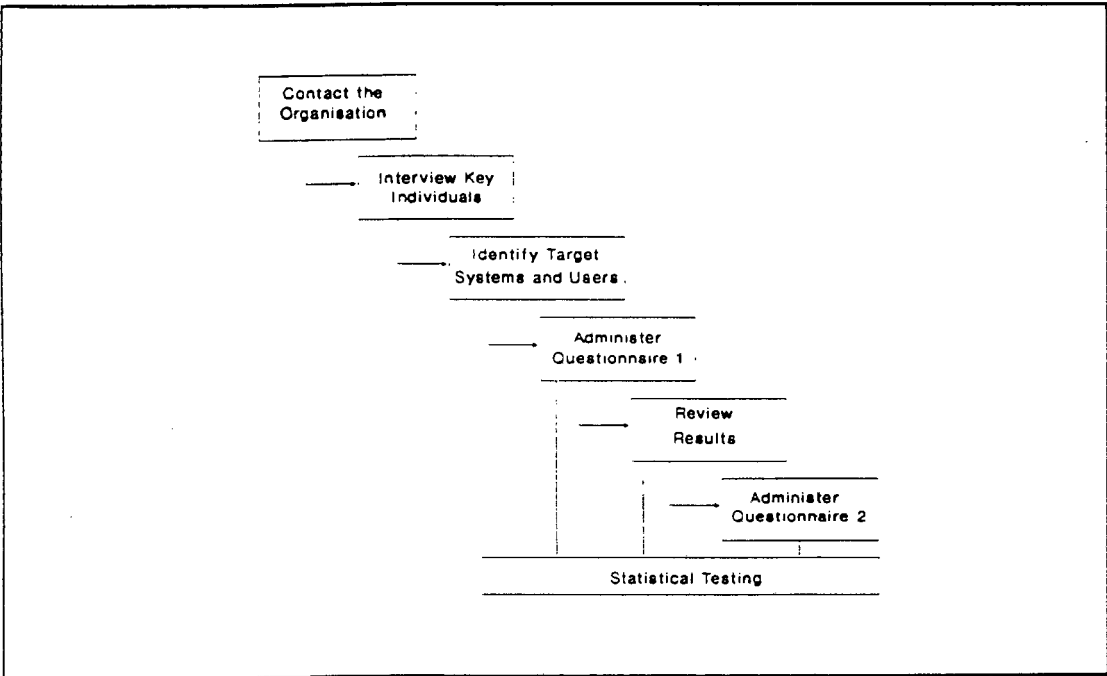 Contact the
Organisation
Interview Key
Individuals
Identify Target
Systems and Users
Administer
Questionnaire 1
Review
Results
Administer
Questionnaire 2
Statistical Testing